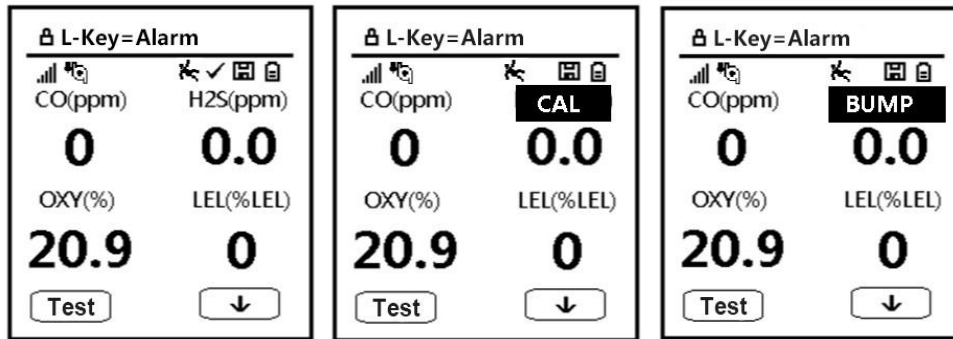 L-Key=Alarm
CO(ppm) H2S(ppm)
0 0.0
OXY(%) LEL(%LEL)
20.9 0
Test
L-Key=Alarm
CO(ppm) CAL
0 0.0
OXY(%) LEL(%LEL)
20.9 0
Test
L-Key=Alarm
CO(ppm) BUMP
0 0.0
OXY(%) LEL(%LEL)
20.9 0
Test